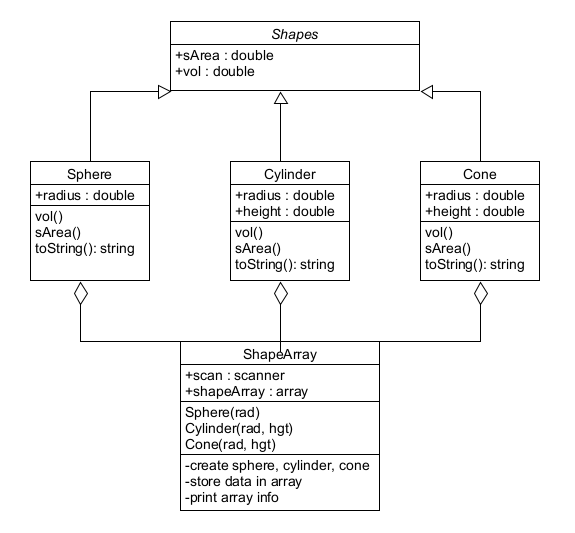 Shapes
+sArea : double
+vol : double
Sphere
+radius : double
vol()
sArea()
toString(): string
Cylinder
+radius : double
+height : double
vol()
sArea()
toString(): string
Cone
+radius : double
+height : double
vol()
sArea()
toString(): string
ShapeArray
+scan : scanner
+shapeArray : array
Sphere(rad)
Cylinder(rad, hgt)
Cone(rad, hgt)
-create sphere, cylinder, cone
-store data in array
-print array info